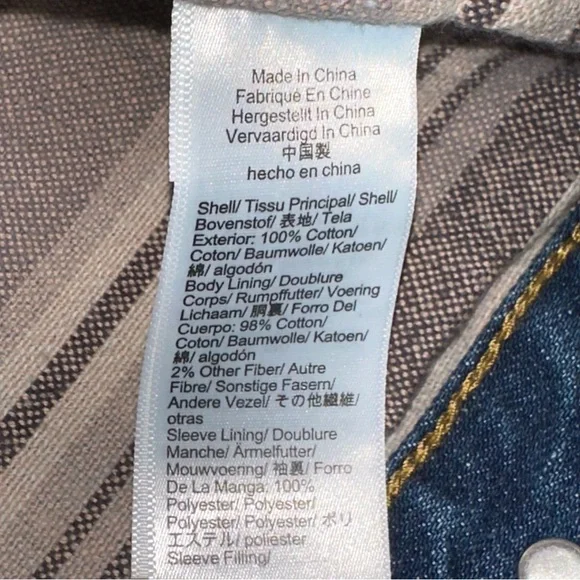 Made In China
Fabriqué En Chine
Hergestellt In China
Vervaardigd In China
中国製
hecho en china
Shell/ Tissu Principal/ Shell/
Bovenstof/ 表地/ Tela
Exterior: 100% Cotton/
Coton/ Baumwolle/ Katoen/
綿/ algodón
Body Lining/ Doublure
Corps/ Rumpffutter/ Voering
Lichaam/ 胴裏/ Forro Del
Cuerpo: 98% Cotton/
Coton/ Baumwolle/ Katoen/
綿/ algodón
2% Other Fiber/ Autre
Fibre/ Sonstige Fasern/
Andere Vezel/ その他繊維/
otras
Sleeve Lining/ Doublure
Manche/ Ärmelfutter/
Mouwvoering/ 袖裏/ Forro
De La Manga: 100%
Polyester/ Polyester/
Polyester/ Polyester/ ポリ
エステル/ poliéster
Sleeve Filling/